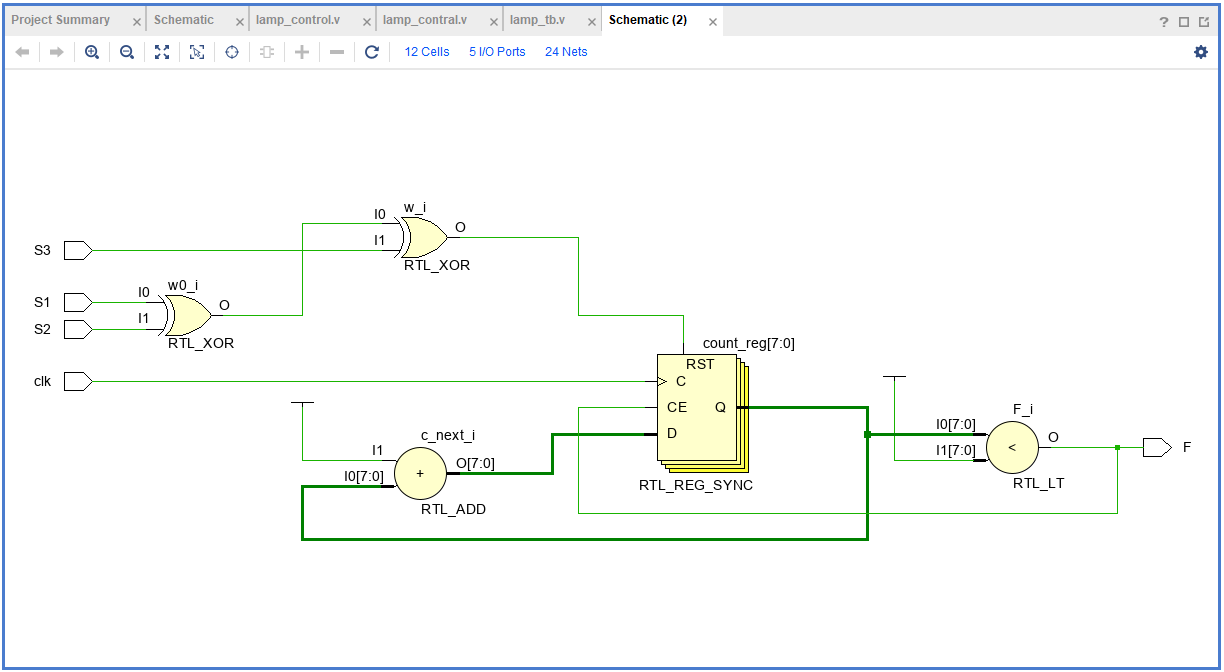 Project Summary × Schematic × lamp_control.v × lamp_contral.v × lamp_tb.v × Schematic (2) × ?
12 Cells 5 I/O Ports 24 Nets
w_i
I0
O
S3
I1
RTL_XOR
w0_i
I0
O
S1
I1
S2
RTL_XOR
count_reg[7:0]
RST
clk
C
CE
Q
D
RTL_REG_SYNC
c_next_i
I1
I0[7:0]
+
O[7:0]
RTL_ADD
F_i
I0[7:0]
I1[7:0]
<
O
F
RTL_LT